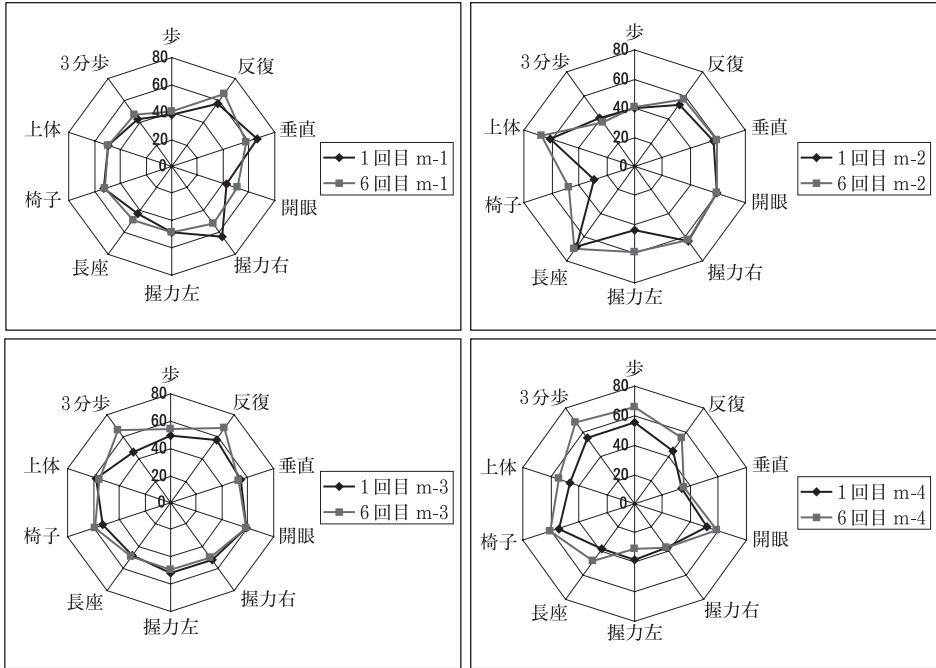 歩
80
60
40
20
0
反復
垂直
開眼
握力右
握力左
長座
椅子
上体
3分歩
1回目 m-1
6回目 m-1
歩
80
60
40
20
0
反復
垂直
開眼
握力右
握力左
長座
椅子
上体
3分歩
1回目 m-2
6回目 m-2
歩
80
60
40
20
0
反復
垂直
開眼
握力右
握力左
長座
椅子
上体
3分歩
1回目 m-3
6回目 m-3
歩
80
60
40
20
0
反復
垂直
開眼
握力右
握力左
長座
椅子
上体
3分歩
1回目 m-4
6回目 m-4